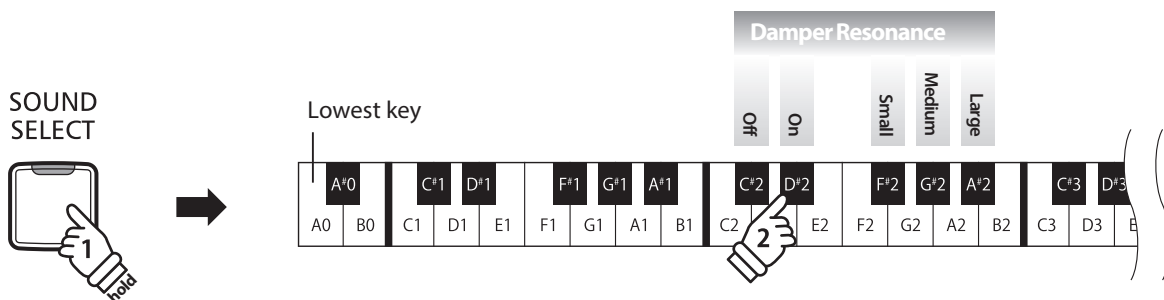 Damper Resonance
Off
On
Small
Medium
Large
SOUND
SELECT
Lowest key
A#0 C#1 D#1 F#1 G#1 A#1 C#2 D#2 F#2 G#2 A#2 C#3 D#3
A0 B0 C1 D1 E1 F1 G1 A1 B1 C2 E2 F2 G2 A2 B2 C3 D3 E
1
hold
2